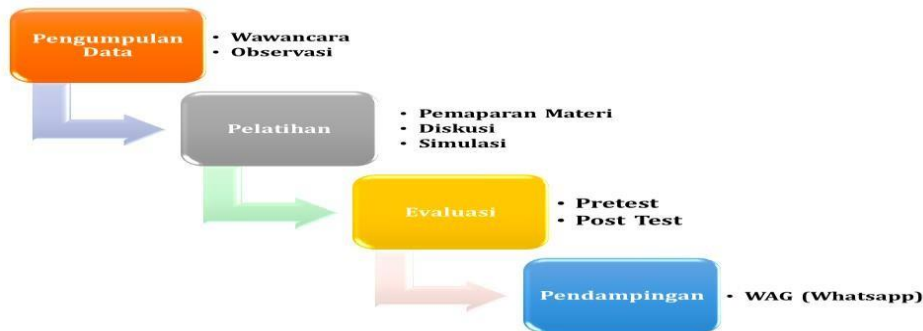 Pengumpulan
Data
• Wawancara
• Observasi
Pelatihan
• Pemaparan Materi
• Diskusi
• Simulasi
Evaluasi
• Pretest
• Post Test
Pendampingan
• WAG (Whatsapp)